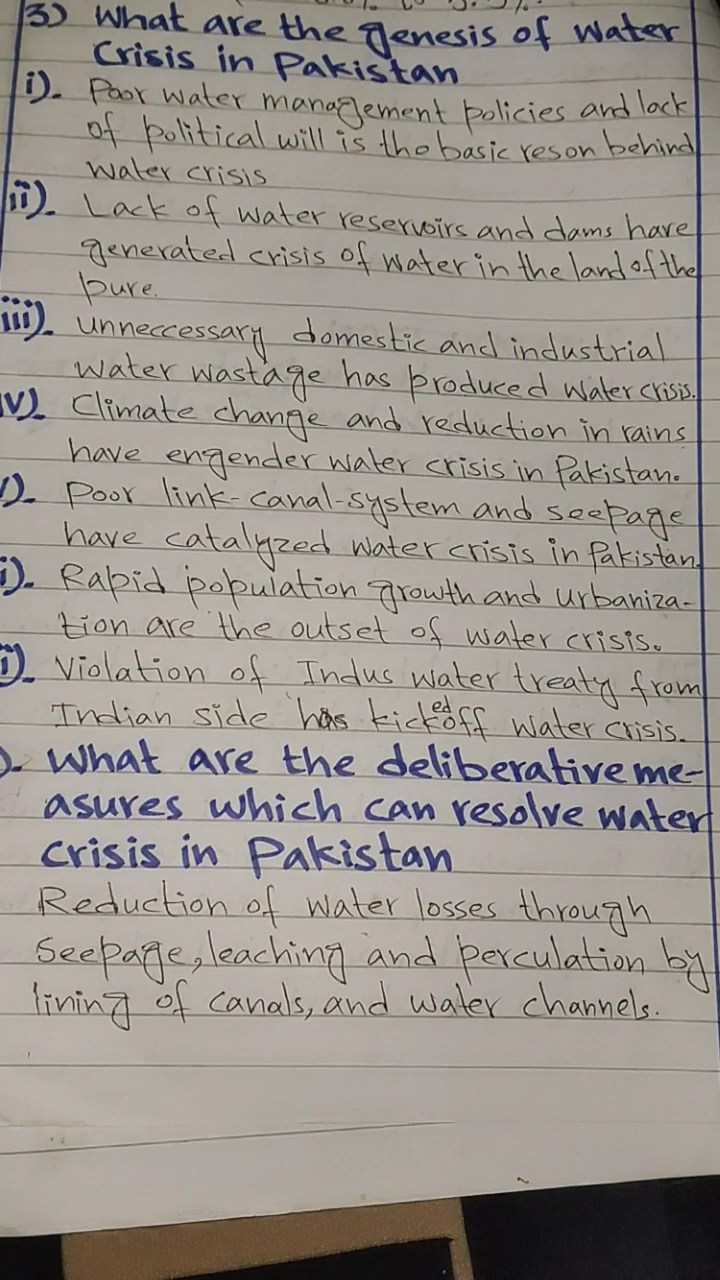 3) What are the genesis of water
Crisis in Pakistan
i). Poor water management policies and lack
of political will is the basic reson behind
water crisis
ii). Lack of water reservoirs and dams have
generated crisis of water in the land of the
pure.
iii). unneccessary domestic and industrial
water wastage has produced water crisis.
iv). Climate change and reduction in rains
have engender water crisis in Pakistan.
). Poor link-canal-system and seepage
have catalyzed water crisis in Pakistan.
i). Rapid population growth and urbaniza-
tion are the outset of water crisis.
i). Violation of Indus water treaty from
Indian side has kickedoff water crisis.
). What are the deliberative me-
asures which can resolve water
crisis in Pakistan
Reduction of water losses through
seepage, leaching and perculation by
lining of canals, and water channels.